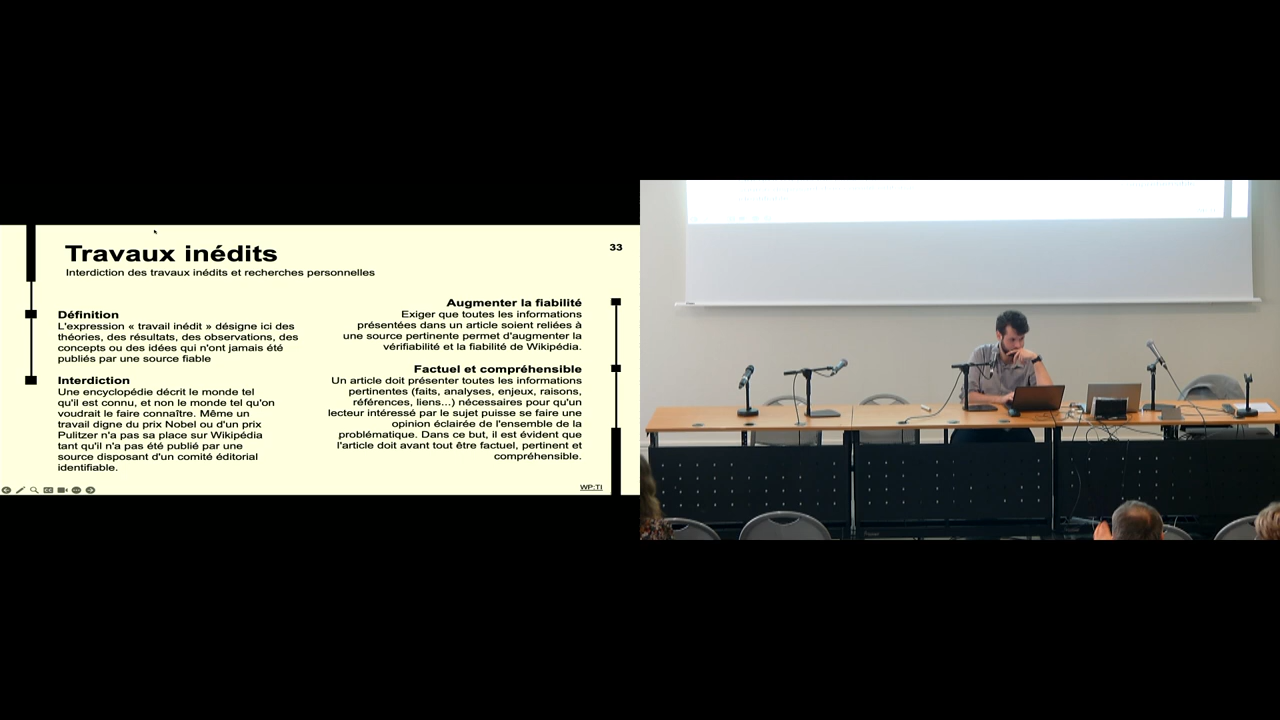 Travaux inédits
33
Interdiction des travaux inédits et recherches personnelles
Définition
L'expression « travail inédit » désigne ici des
théories, des résultats, des observations, des
concepts ou des idées qui n'ont jamais été
publiés par une source fiable
Interdiction
Une encyclopédie décrit le monde tel
qu'il est connu, et non le monde tel qu'on
voudrait le faire connaître. Même un
travail digne du prix Nobel ou d'un prix
Pulitzer n'a pas sa place sur Wikipédia
tant qu'il n'a pas été publié par une
source disposant d'un comité éditorial
identifiable.
Augmenter la fiabilité
Exiger que toutes les informations
présentées dans un article soient reliées à
une source pertinente permet d'augmenter la
vérifiabilité et la fiabilité de Wikipédia.
Factuel et compréhensible
Un article doit présenter toutes les informations
pertinentes (faits, analyses, enjeux, raisons,
références, liens...) nécessaires pour qu'un
lecteur intéressé par le sujet puisse se faire une
opinion éclairée de l'ensemble de la
problématique. Dans ce but, il est évident que
l'article doit avant tout être factuel, pertinent et
compréhensible.
WP:TI